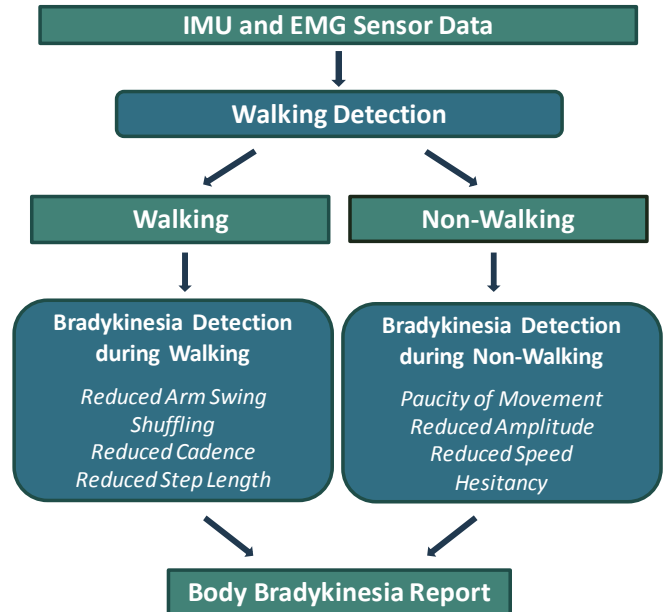 IMU and EMG Sensor Data
Walking Detection
Walking
Non-Walking
Bradykinesia Detection
during Walking
Reduced Arm Swing
Shuffling
Reduced Cadence
Reduced Step Length
Bradykinesia Detection
during Non-Walking
Paucity of Movement
Reduced Amplitude
Reduced Speed
Hesitancy
Body Bradykinesia Report